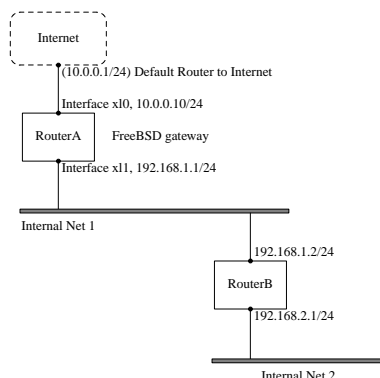 Internet
(10.0.0.1/24) Default Router to Internet
Interface xl0, 10.0.0.10/24
RouterA
FreeBSD gateway
Interface xl1, 192.168.1.1/24
Internal Net 1
192.168.1.2/24
RouterB
192.168.2.1/24
Internal Net 2